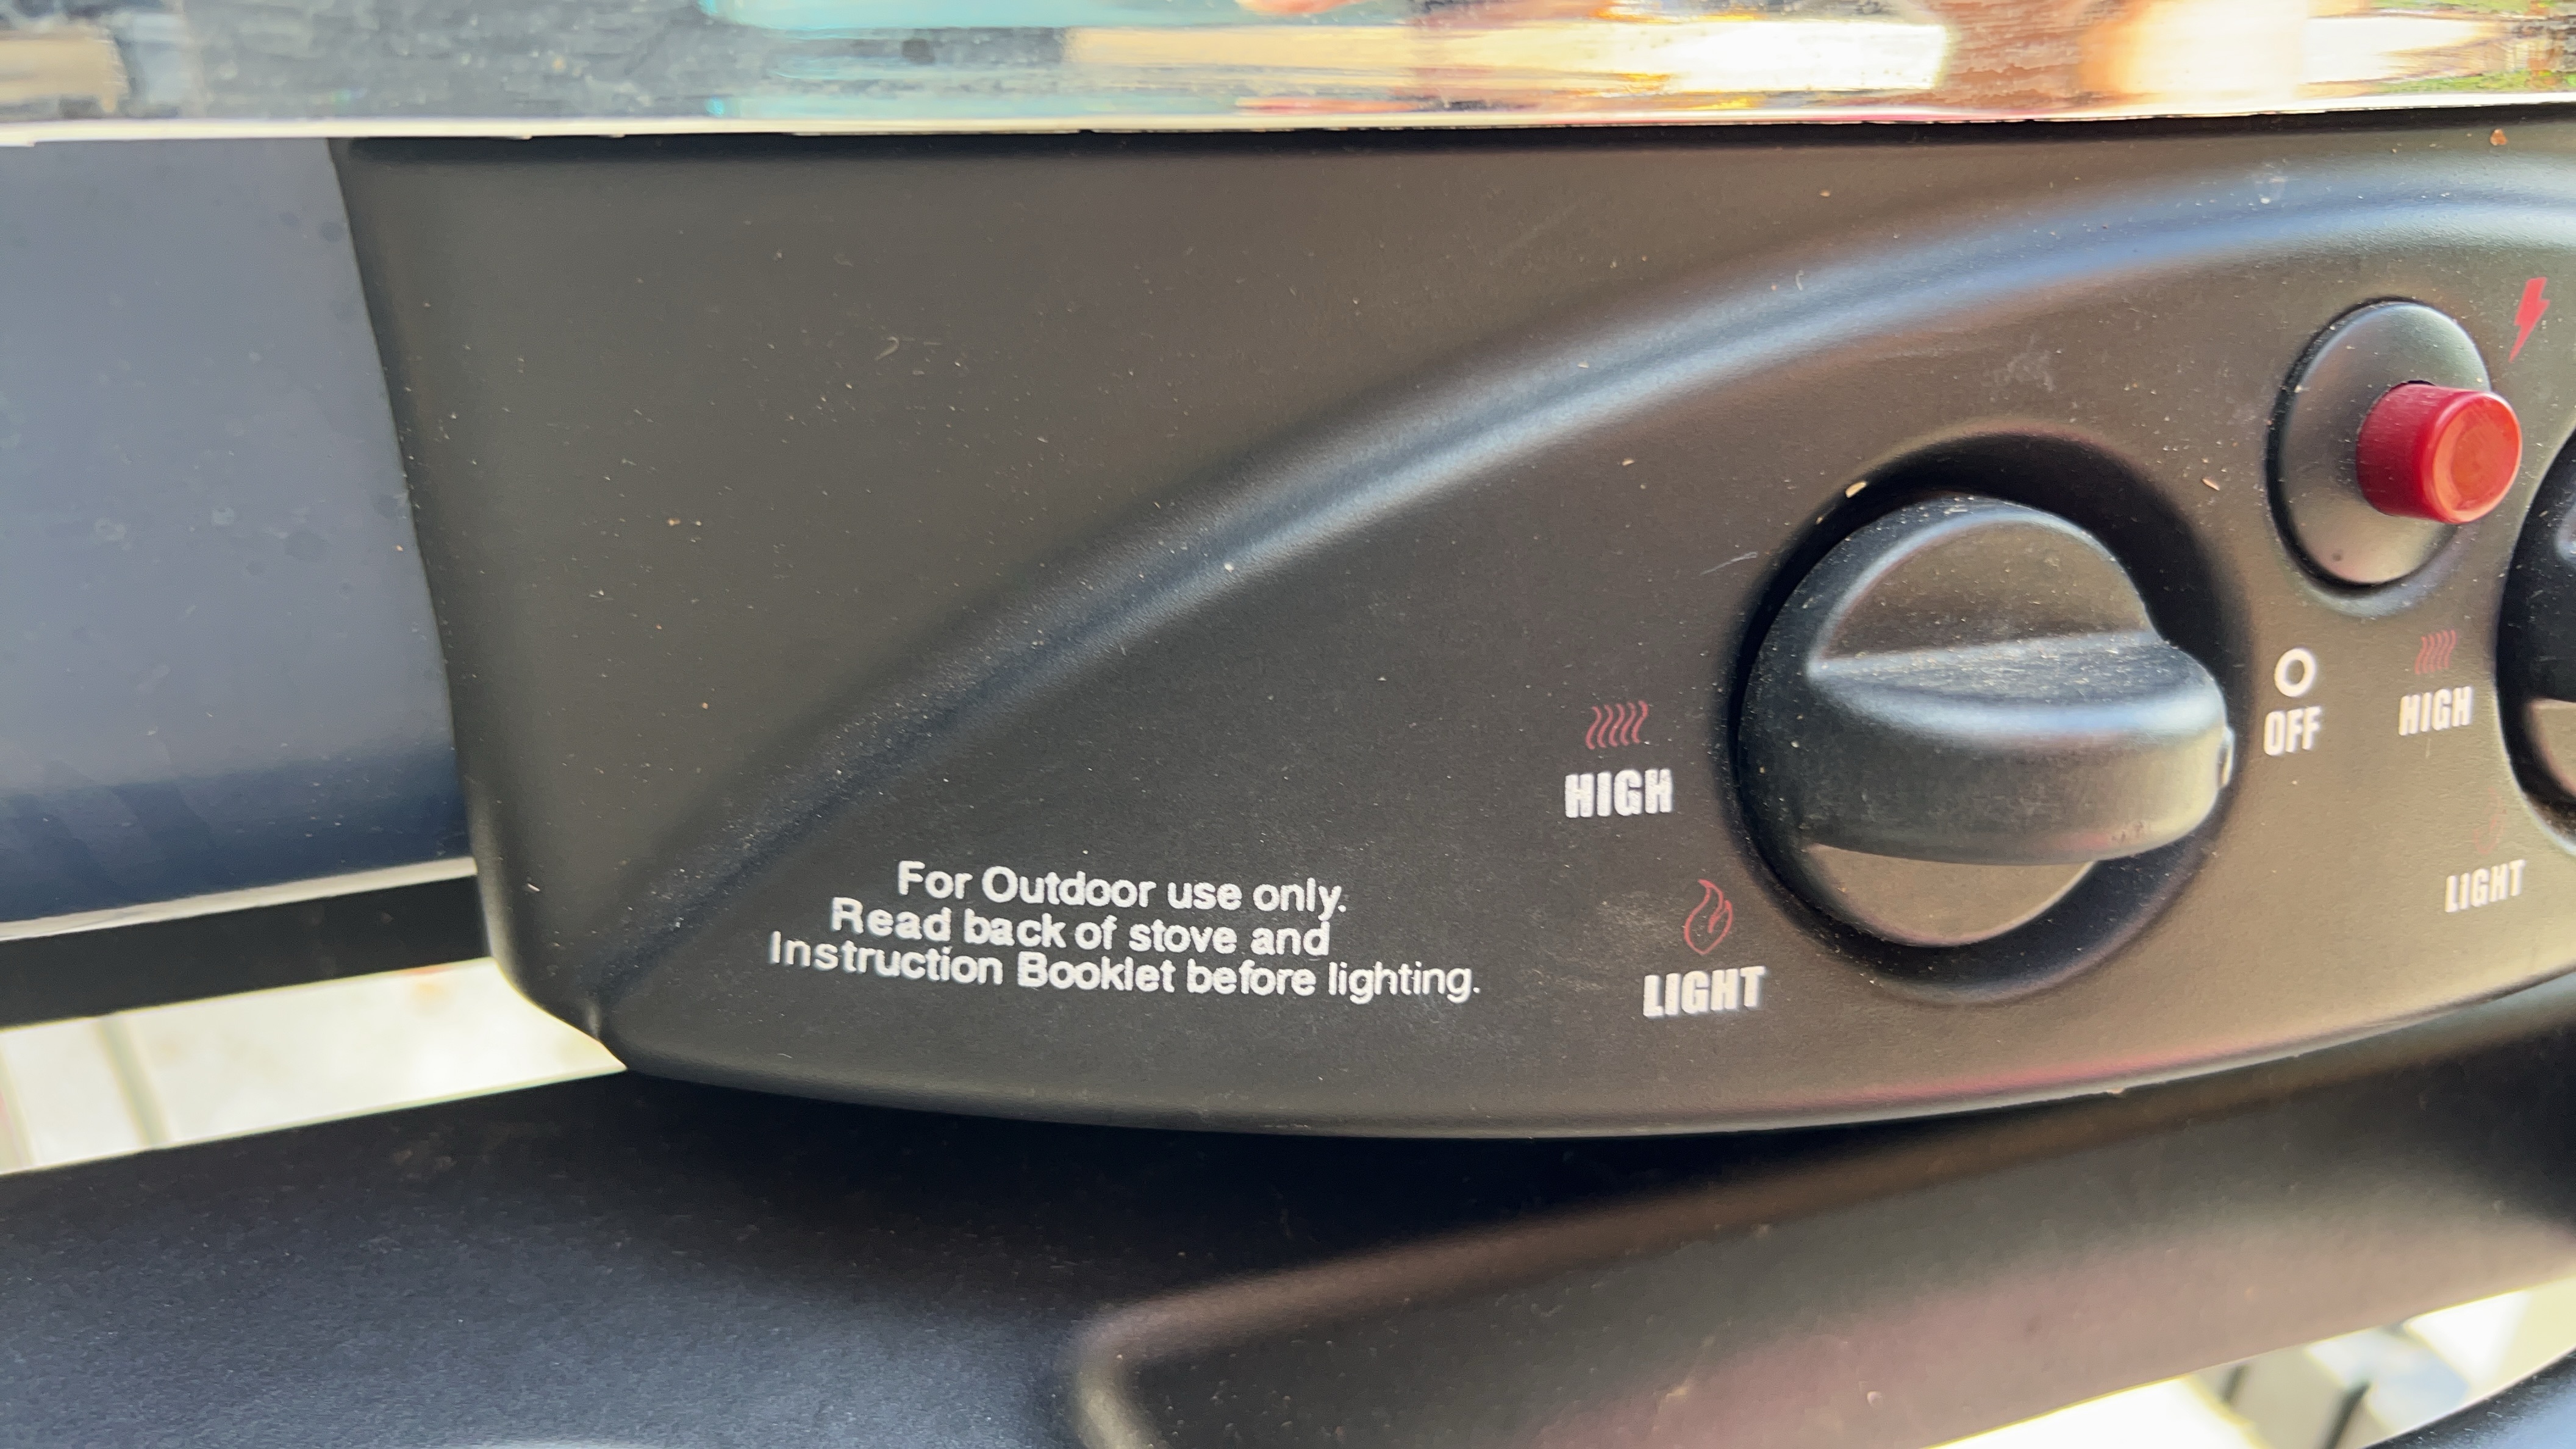 For Outdoor use only.
Read back of stove and
Instruction Booklet before lighting.
HIGH
LIGHT
OFF
HIGH
LIGHT